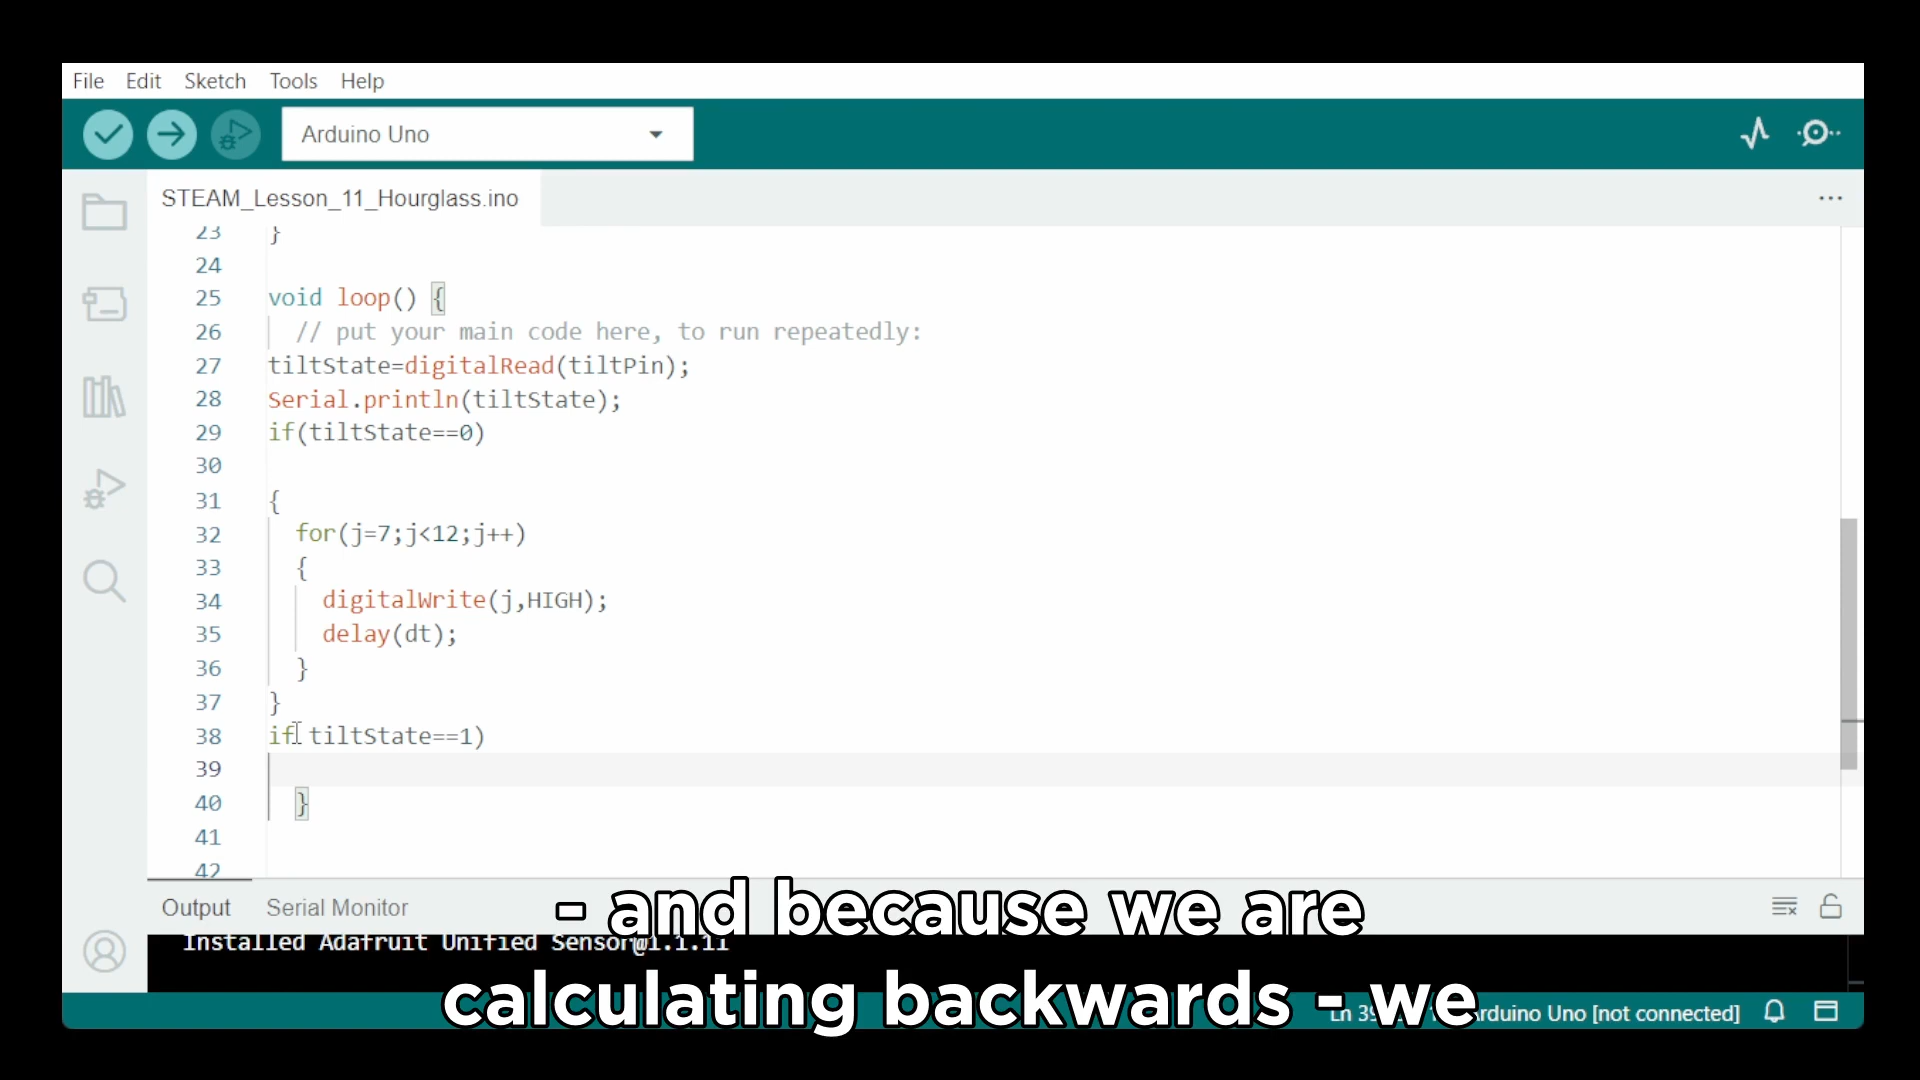 File Edit Sketch Tools Help
Arduino Uno
STEAM_Lesson_11_Hourglass.ino
23 }
24
25 void loop() {
26 // put your main code here, to run repeatedly:
27 tiltState=digitalRead(tiltPin);
28 Serial.println(tiltState);
29 if(tiltState==0)
30
31 {
32 for(j=7;j<12;j++)
33 {
34 digitalWrite(j,HIGH);
35 delay(dt);
36 }
37 }
38 if tiltState==1)
39
40 }
41
42
Output Serial Monitor
- and because we are
Installed Adafruit Unified Sensor@1.1.11
calculating backwards - we
Arduino Uno [not connected]